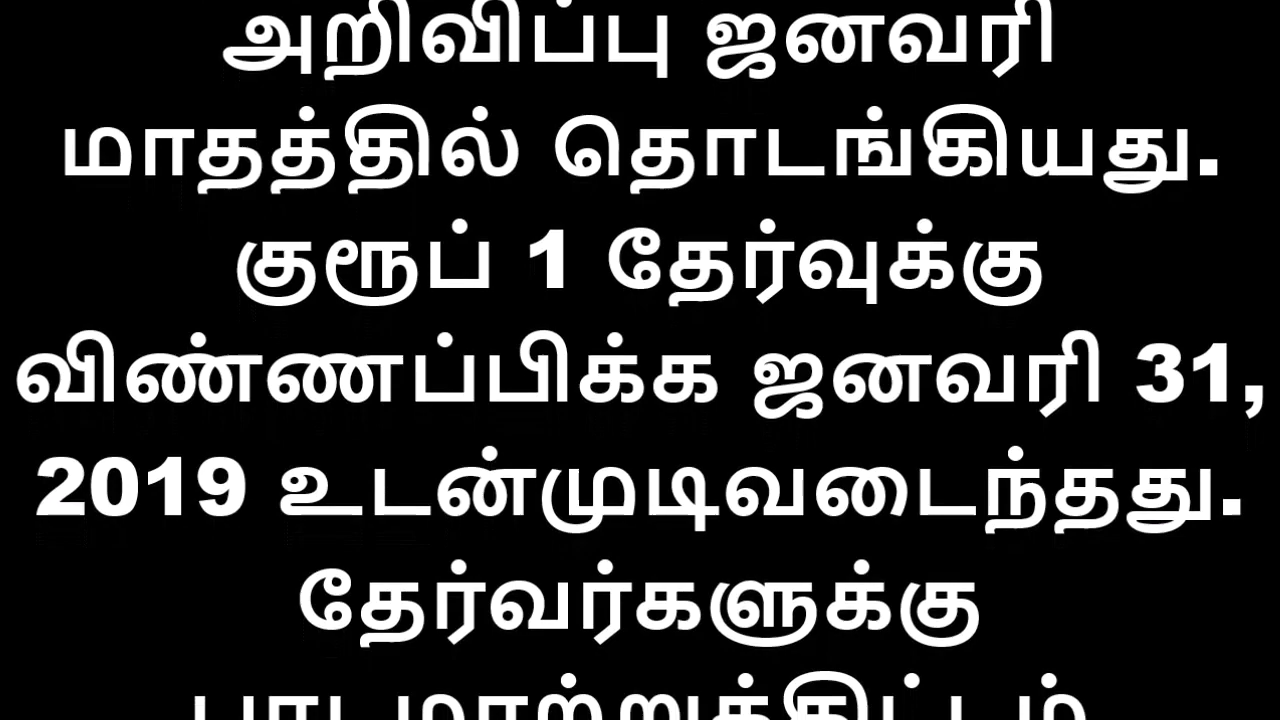 அறிவிப்பு ஜனவரி
மாதத்தில் தொடங்கியது.
குரூப் 1 தேர்வுக்கு
விண்ணப்பிக்க ஜனவரி 31,
2019 உடன்முடிவடைந்தது.
தேர்வர்களுக்கு